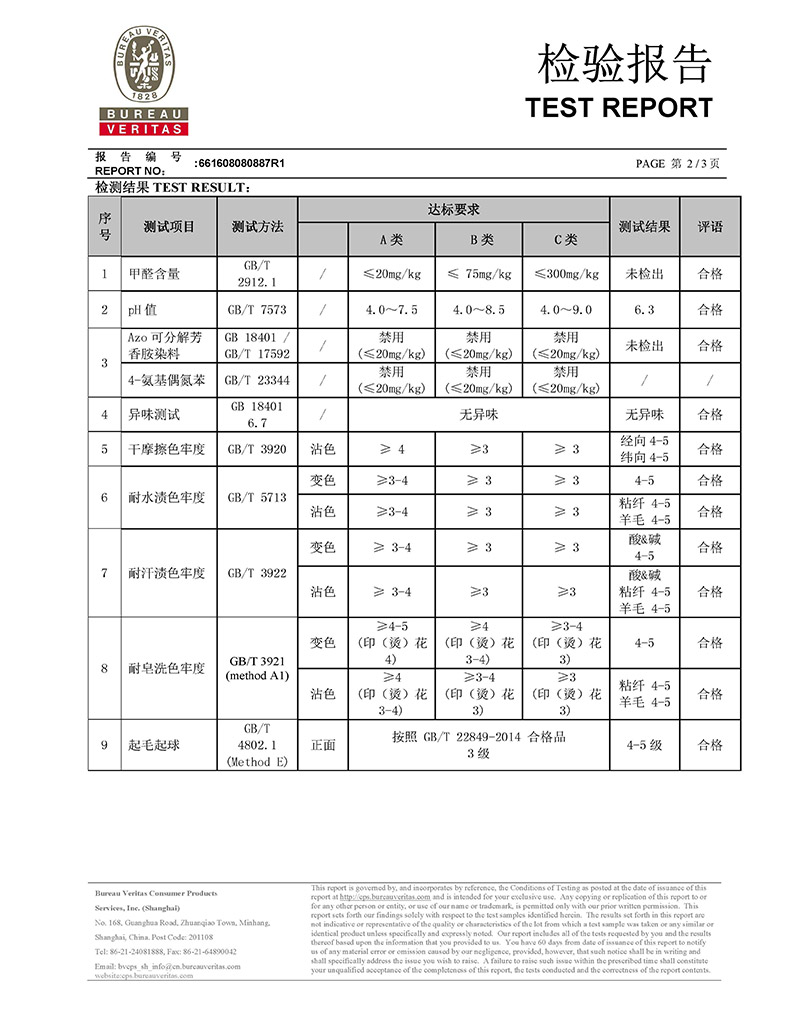 BUREAU VERITAS
1828
BUREAU
VERITAS
检验报告
TEST REPORT
报 告 编 号
REPORT NO:
:661608080887R1
PAGE 第 2 / 3 页
检测结果 TEST RESULT:
序号 测试项目 测试方法 达标要求 测试结果 评语
A 类 B 类 C 类
1 甲醛含量 GB/T 2912.1 / ≤20mg/kg ≤ 75mg/kg ≤300mg/kg 未检出 合格
2 pH 值 GB/T 7573 / 4.0～7.5 4.0～8.5 4.0～9.0 6.3 合格
3 Azo 可分解芳香胺染料 GB 18401 / GB/T 17592 / 禁用 (≤20mg/kg) 禁用 (≤20mg/kg) 禁用 (≤20mg/kg) 未检出 合格
4-氨基偶氮苯 GB/T 23344 / 禁用 (≤20mg/kg) 禁用 (≤20mg/kg) 禁用 (≤20mg/kg) / /
4 异味测试 GB 18401 6.7 / 无异味 无异味 合格
5 干摩擦色牢度 GB/T 3920 沾色 ≥ 4 ≥3 ≥ 3 经向 4-5 纬向 4-5 合格
6 耐水渍色牢度 GB/T 5713 变色 ≥3-4 ≥ 3 ≥ 3 4-5 合格
沾色 ≥3-4 ≥ 3 ≥ 3 粘纤 4-5 羊毛 4-5 合格
7 耐汗渍色牢度 GB/T 3922 变色 ≥ 3-4 ≥ 3 ≥ 3 酸&碱 4-5 合格
沾色 ≥ 3-4 ≥3 ≥3 酸&碱 粘纤 4-5 羊毛 4-5 合格
8 耐皂洗色牢度 GB/T 3921 (method A1) 变色 ≥4-5 (印（烫）花 4) ≥4 (印（烫）花 3-4) ≥3-4 (印（烫）花 3) 4-5 合格
沾色 ≥4 (印（烫）花 3-4) ≥3-4 (印（烫）花 3) ≥3 (印（烫）花 3) 粘纤 4-5 羊毛 4-5 合格
9 起毛起球 GB/T 4802.1 (Method E) 正面 按照 GB/T 22849-2014 合格品 3 级 4-5 级 合格
Bureau Veritas Consumer Products
Services, Inc. (Shanghai)
No. 168, Guanghua Road, Zhuanqiao Town, Minhang,
Shanghai, China. Post Code: 201108
Tel: 86-21-24081888, Fax: 86-21-64890042
Email: bvcps_sh_info@cn.bureauveritas.com
website:cps.bureauveritas.com
This report is governed by, and incorporates by reference, the Conditions of Testing as posted at the date of issuance of this
report at http://cps.bureauveritas.com and is intended for your exclusive use. Any copying or replication of this report to or
for any other person or entity, or use of our name or trademark, is permitted only with our prior written permission. This
report sets forth our findings solely with respect to the test samples identified herein. The results set forth in this report are
not indicative or representative of the quality or characteristics of the lot from which a test sample was taken or any similar or
identical product unless specifically and expressly noted. Our report includes all of the tests requested by you and the results
thereof based upon the information that you provided to us. You have 60 days from date of issuance of this report to notify
us of any material error or omission caused by our negligence, provided, however, that such notice shall be in writing and
shall specifically address the issue you wish to raise. A failure to raise such issue within the prescribed time shall constitute
your unqualified acceptance of the completeness of this report, the tests conducted and the correctness of the report contents.